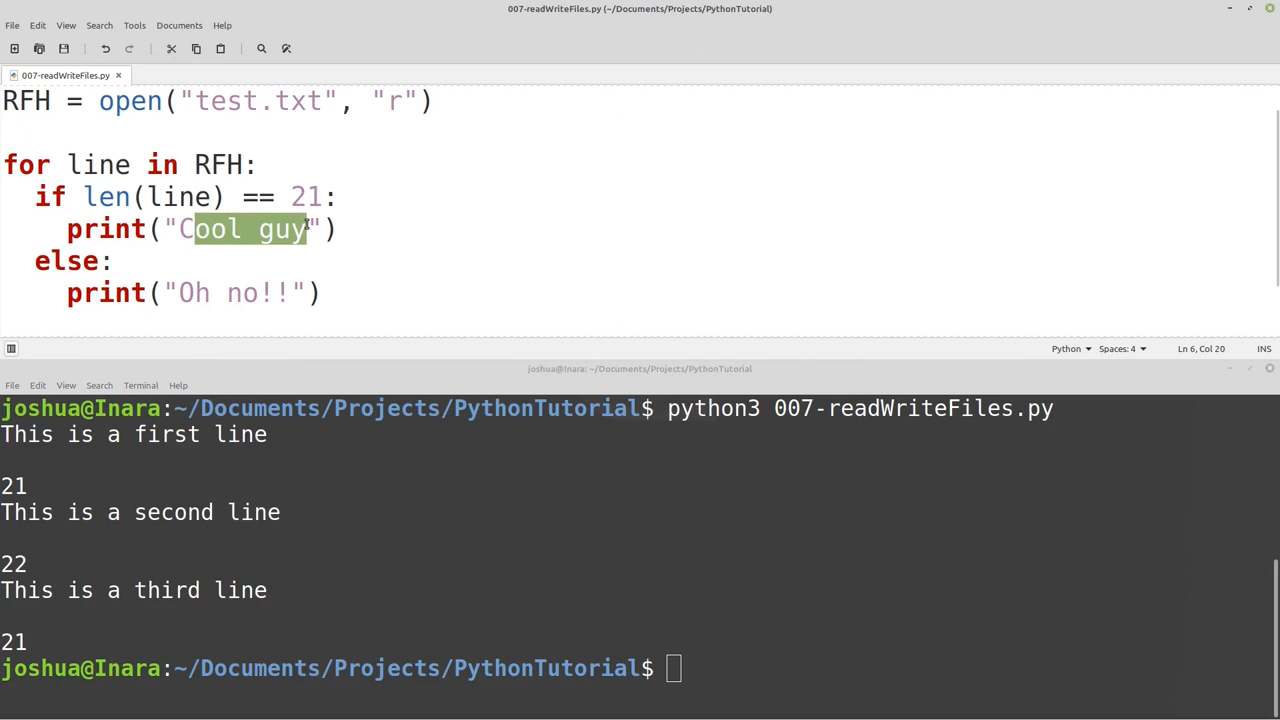 007-readWriteFiles.py (~/Documents/Projects/PythonTutorial)
File Edit View Search Tools Documents Help
007-readWriteFiles.py ×
RFH = open("test.txt", "r")
for line in RFH:
if len(line) == 21:
print("Cool guy")
else:
print("Oh no!!")
Python Spaces: 4 Ln 6, Col 20 INS
joshua@Inara: ~/Documents/Projects/PythonTutorial
File Edit View Search Terminal Help
joshua@Inara:~/Documents/Projects/PythonTutorial$ python3 007-readWriteFiles.py
This is a first line
21
This is a second line
22
This is a third line
21
joshua@Inara:~/Documents/Projects/PythonTutorial$